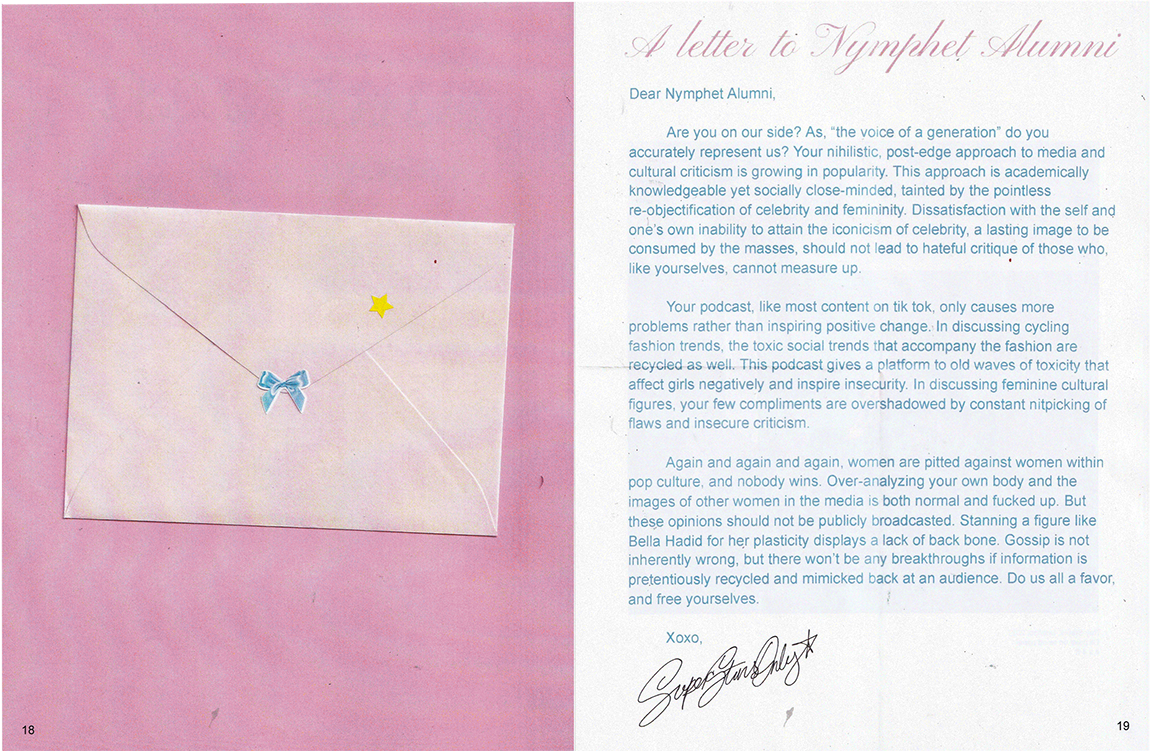 A letter to Nymphet Alumni
Dear Nymphet Alumni,
Are you on our side? As, “the voice of a generation” do you
accurately represent us? Your nihilistic, post-edge approach to media and
cultural criticism is growing in popularity. This approach is academically
knowledgeable yet socially close-minded, tainted by the pointless
re-objectification of celebrity and femininity. Dissatisfaction with the self and
one’s own inability to attain the iconicism of celebrity, a lasting image to be
consumed by the masses, should not lead to hateful critique of those who,
like yourselves, cannot measure up.
Your podcast, like most content on tik tok, only causes more
problems rather than inspiring positive change. In discussing cycling
fashion trends, the toxic social trends that accompany the fashion are
recycled as well. This podcast gives a platform to old waves of toxicity that
affect girls negatively and inspire insecurity. In discussing feminine cultural
figures, your few compliments are overshadowed by constant nitpicking of
flaws and insecure criticism.
Again and again and again, women are pitted against women within
pop culture, and nobody wins. Over-analyzing your own body and the
images of other women in the media is both normal and fucked up. But
these opinions should not be publicly broadcasted. Stanning a figure like
Bella Hadid for her plasticity displays a lack of back bone. Gossip is not
inherently wrong, but there won’t be any breakthroughs if information is
pretentiously recycled and mimicked back at an audience. Do us all a favor,
and free yourselves.
Xoxo,
SuperStarsOnly
18
19